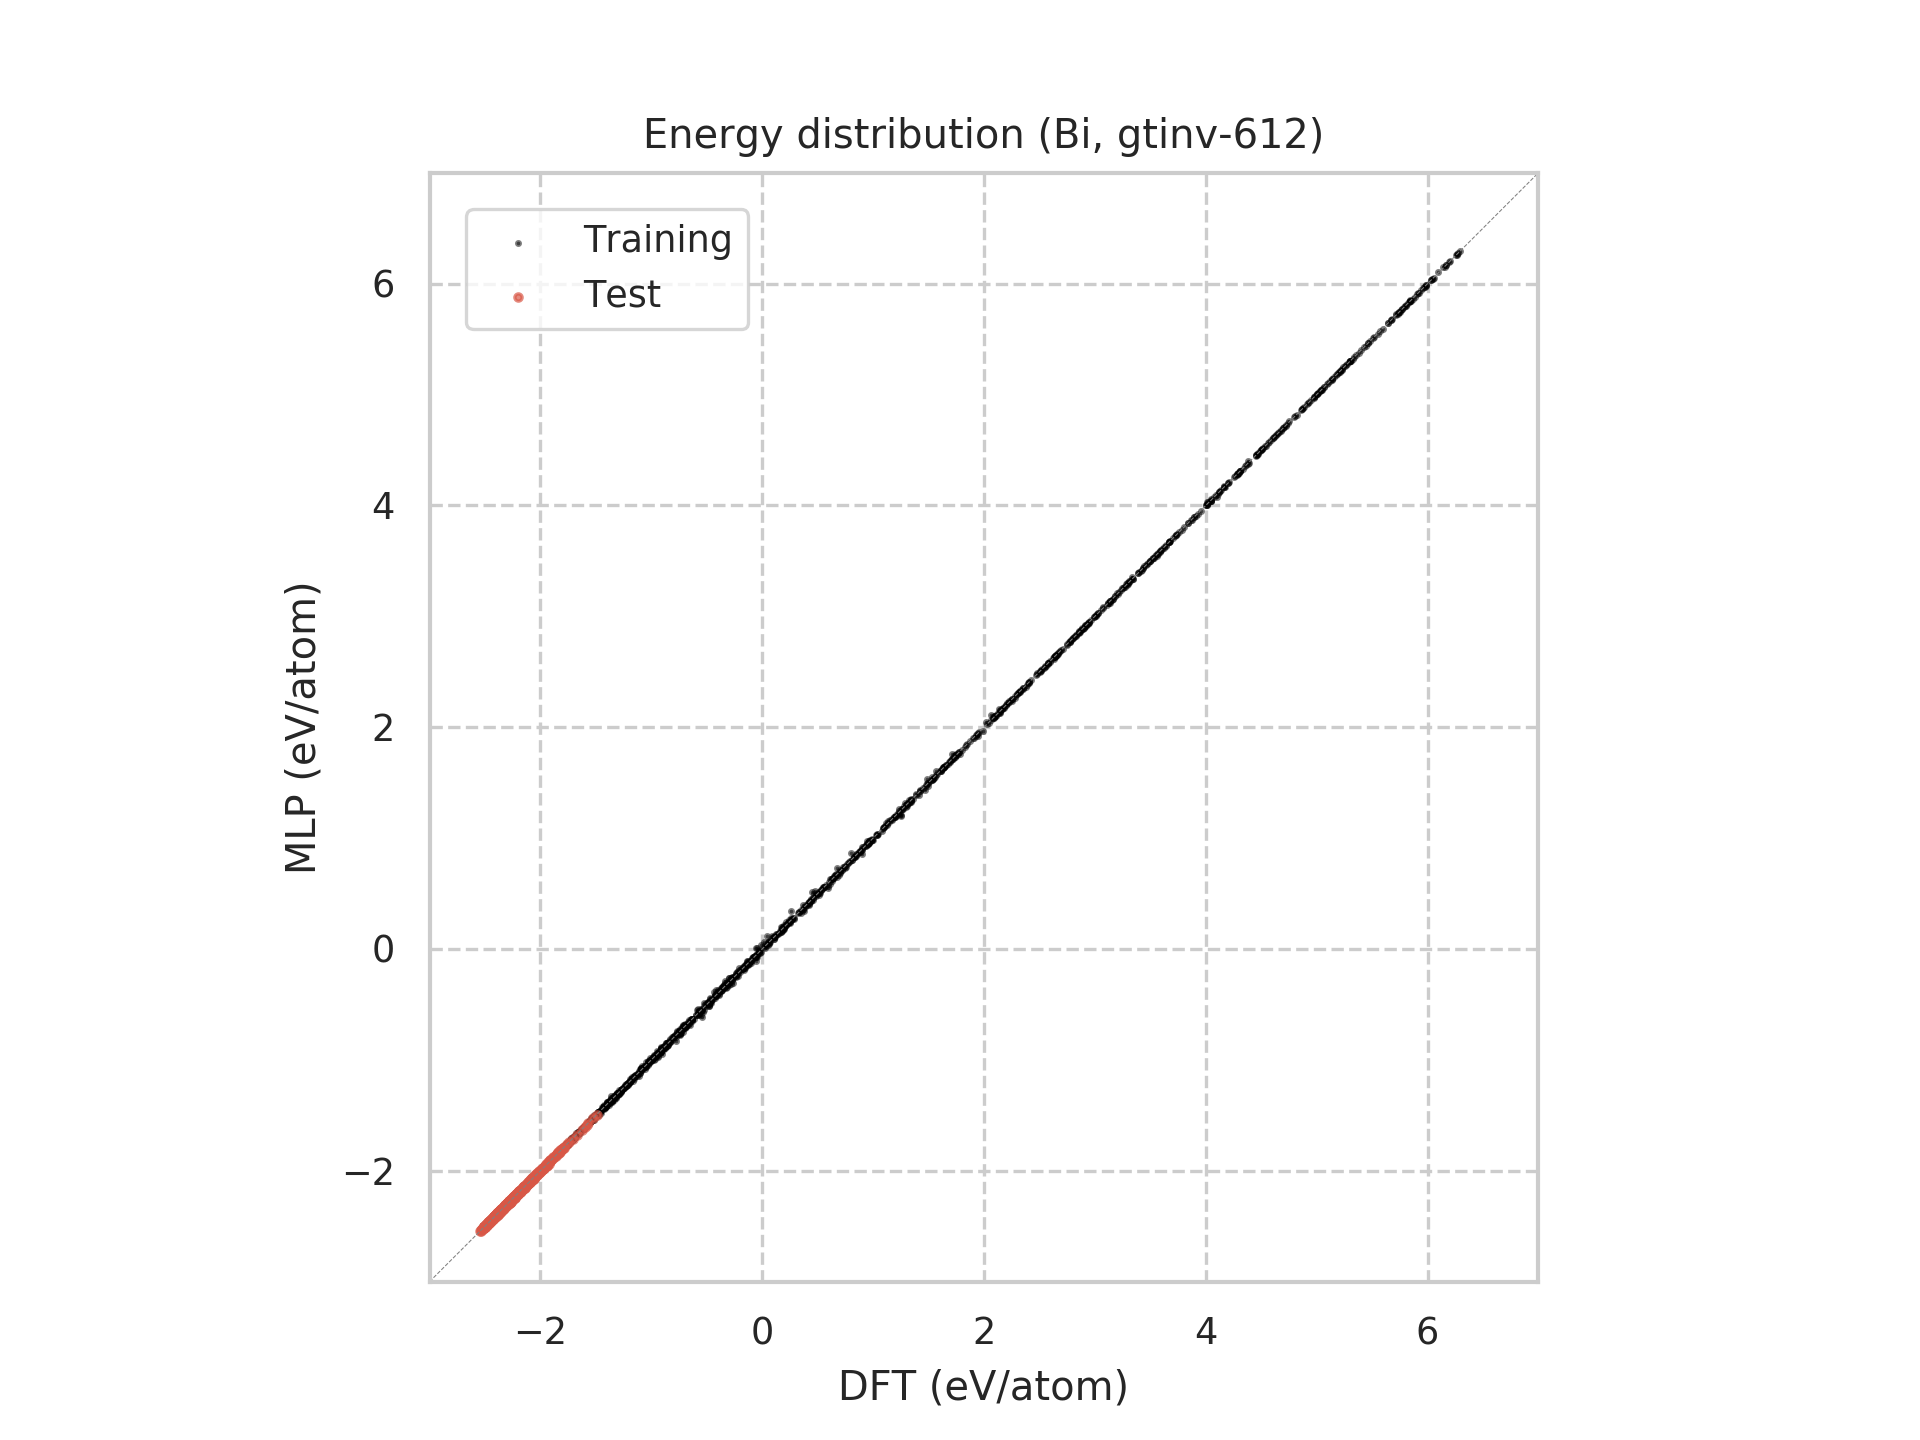 Energy distribution (Bi, gtinv-612)
Training
Test
6
4
2
0
−2
MLP (eV/atom)
−2 0 2 4 6
DFT (eV/atom)